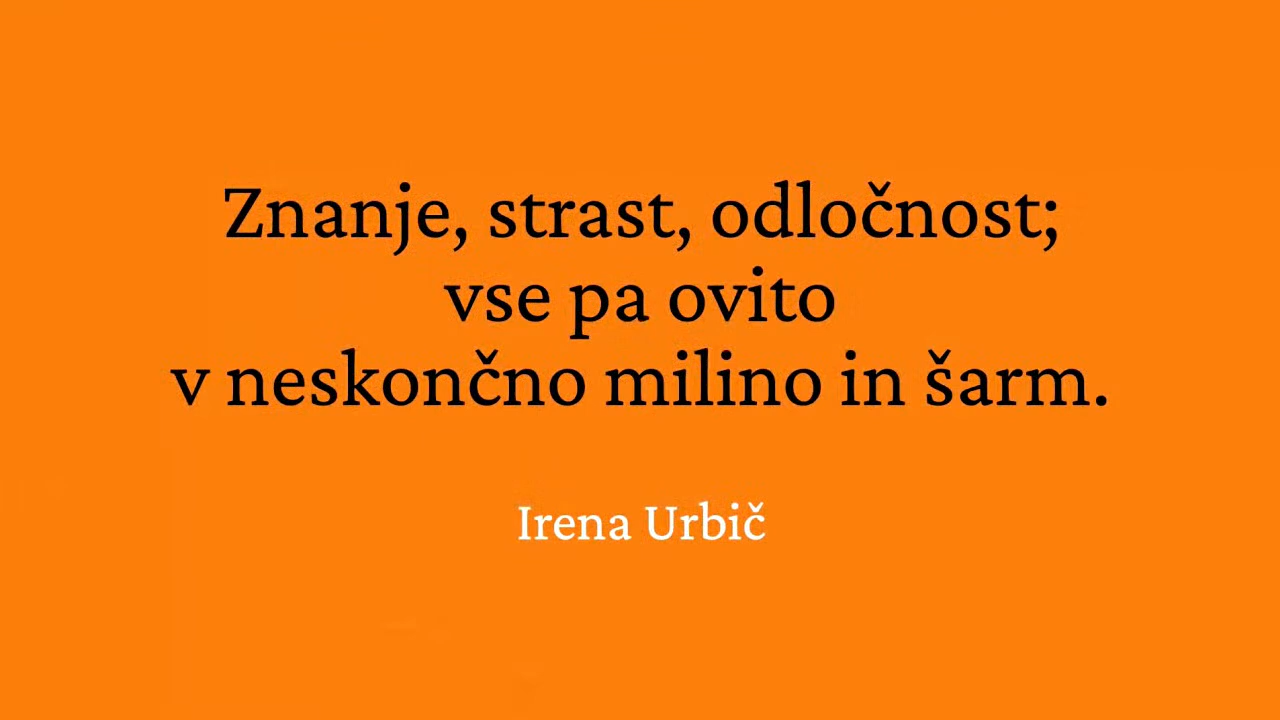 Znanje, strast, odločnost;
vse pa ovito
v neskončno milino in šarm.
Irena Urbič